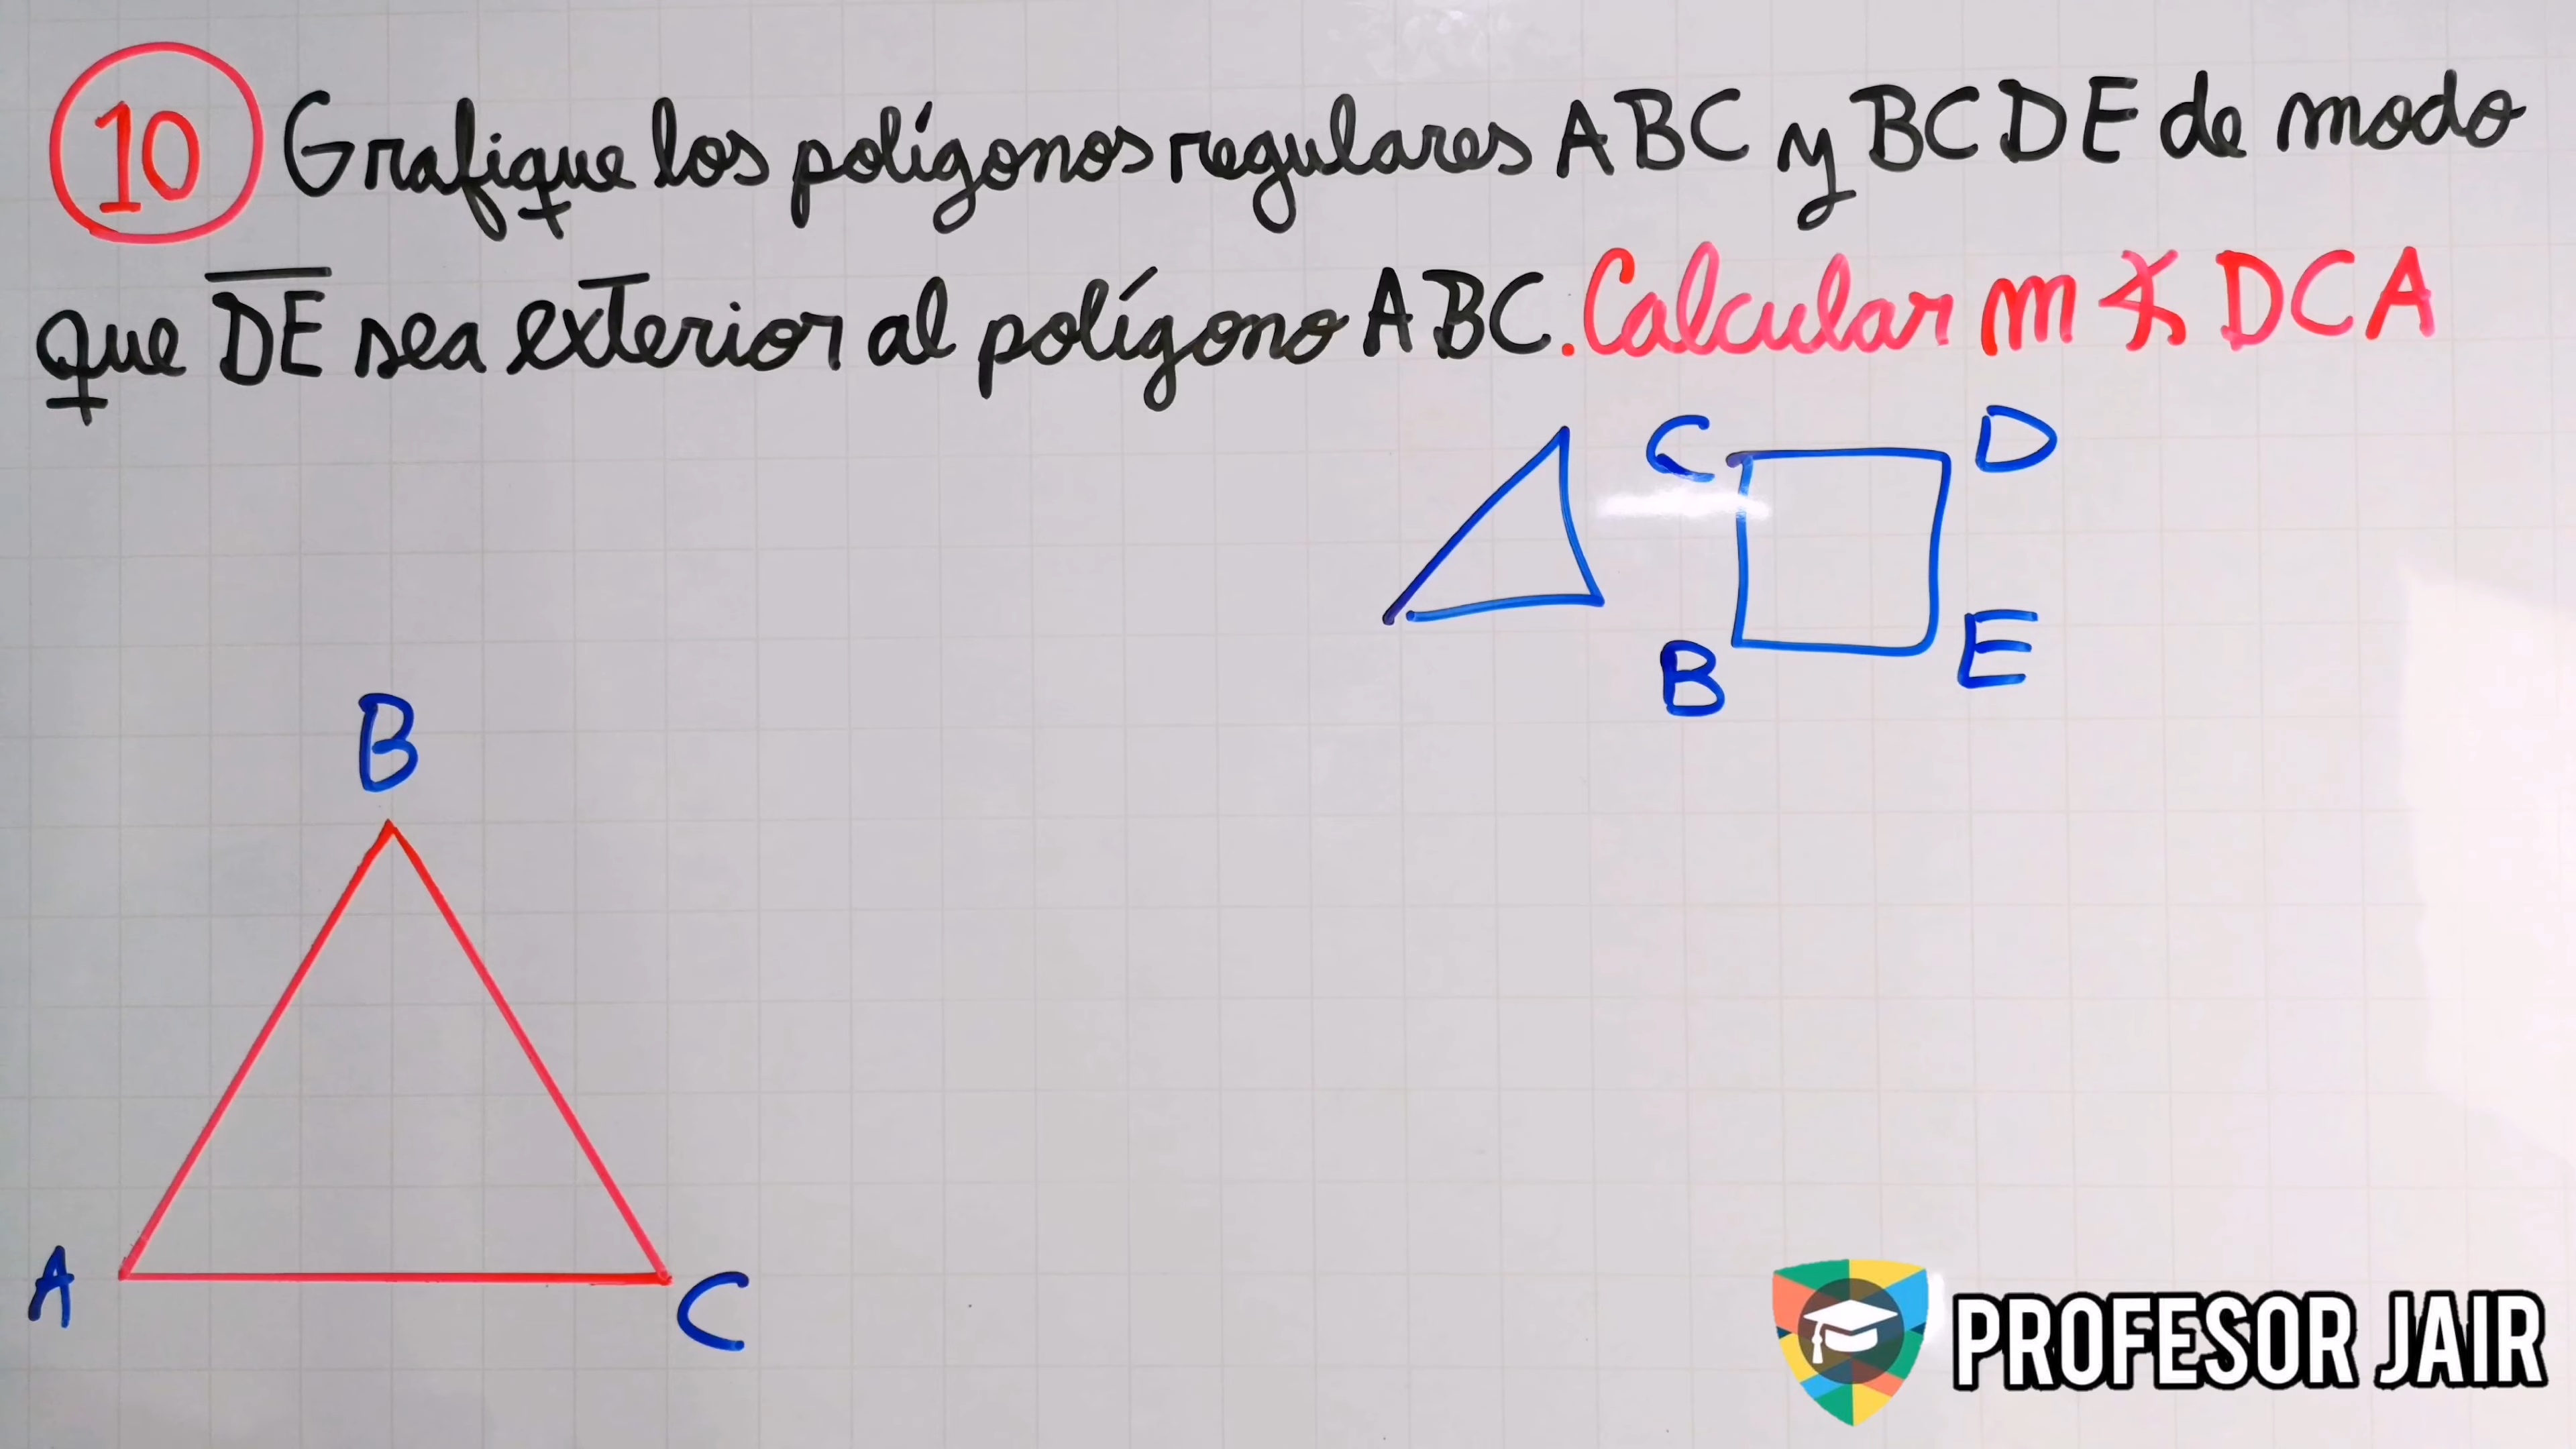 10 Grafique los polígonos regulares ABC y BCDE de modo
que DE sea exterior al polígono ABC. Calcular m∡DCA
C D
B E
B
A C
PROFESOR JAIR